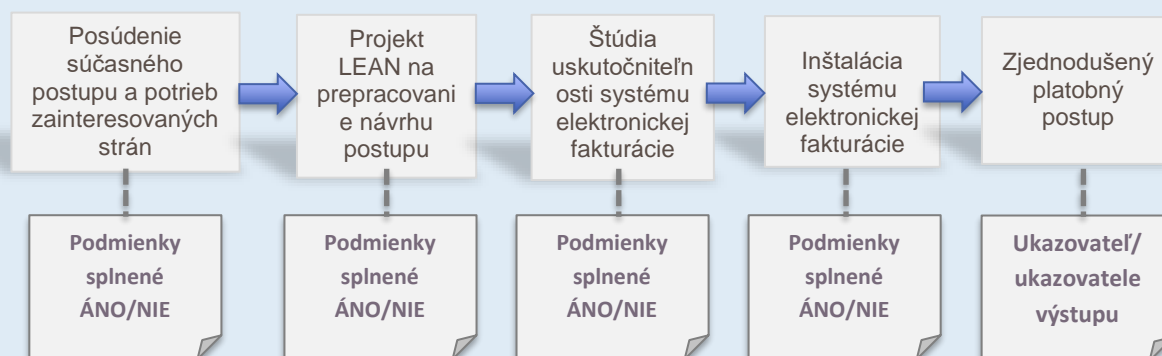 Posúdenie
súčasného
postupu a potrieb
zainteresovaných
strán
Projekt
LEAN na
prepracovani
e návrhu
postupu
Štúdia
uskutočniteľn
osti systému
elektronickej
fakturácie
Inštalácia
systému
elektronickej
fakturácie
Zjednodušený
platobný
postup
Podmienky
splnené
ÁNO/NIE
Podmienky
splnené
ÁNO/NIE
Podmienky
splnené
ÁNO/NIE
Podmienky
splnené
ÁNO/NIE
Ukazovateľ/
ukazovatele
výstupu